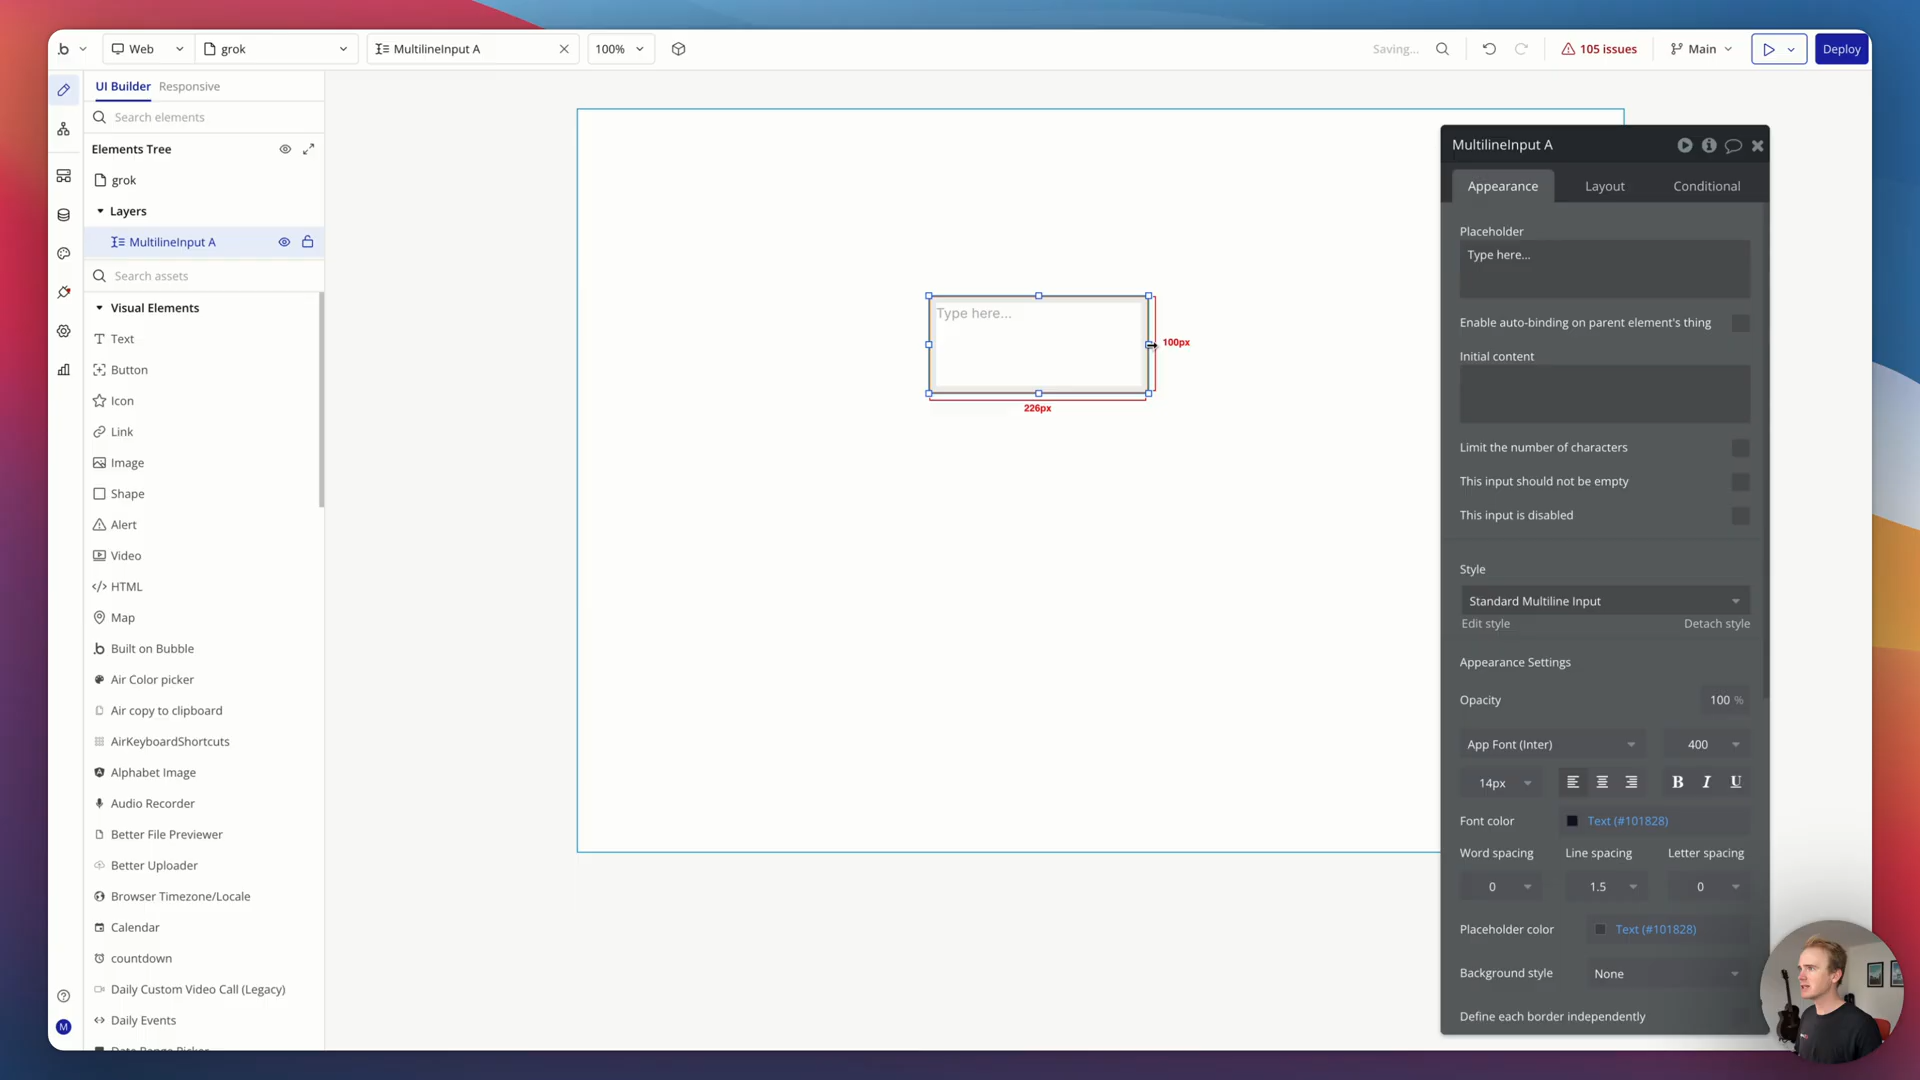 Web
grok
MultilineInput A
100%
Saving...
105 issues
Main
Deploy
UI Builder
Responsive
Search elements
Elements Tree
grok
Layers
MultilineInput A
Search assets
Visual Elements
Text
Button
Icon
Link
Image
Shape
Alert
Video
HTML
Map
Built on Bubble
Air Color picker
Air copy to clipboard
AirKeyboardShortcuts
Alphabet Image
Audio Recorder
Better File Previewer
Better Uploader
Browser Timezone/Locale
Calendar
countdown
Daily Custom Video Call (Legacy)
Daily Events
M
Type here...
100px
226px
MultilineInput A
Appearance
Layout
Conditional
Placeholder
Type here...
Enable auto-binding on parent element's thing
Initial content
Limit the number of characters
This input should not be empty
This input is disabled
Style
Standard Multiline Input
Edit style
Detach style
Appearance Settings
Opacity
100 %
App Font (Inter)
400
14px
B I U
Font color
Text (#101828)
Word spacing
Line spacing
Letter spacing
0
1.5
0
Placeholder color
Text (#101828)
Background style
None
Define each border independently